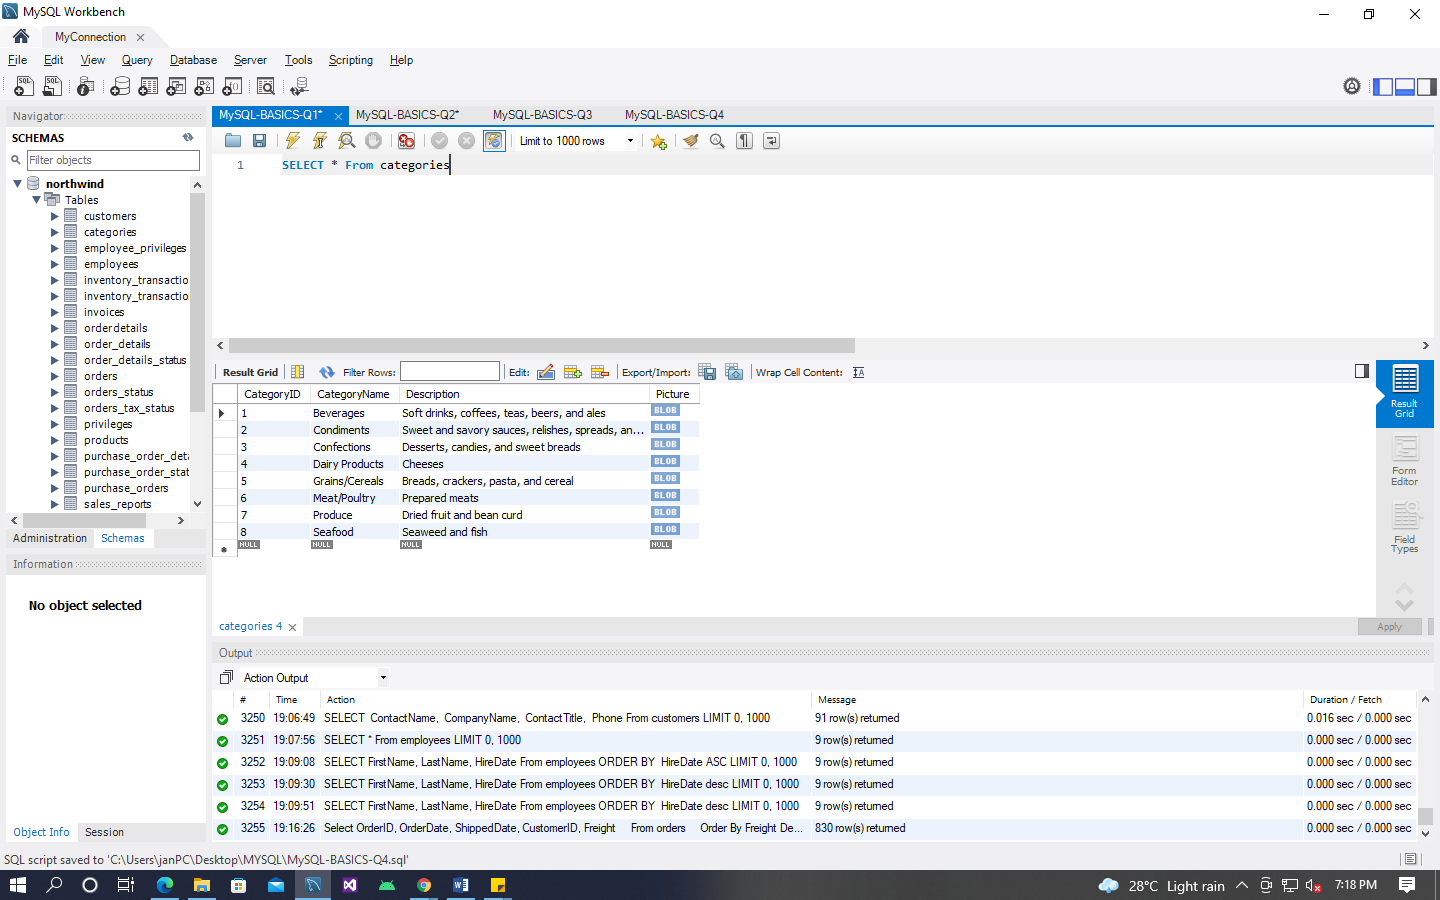 MySQL Workbench
MyConnection
File Edit View Query Database Server Tools Scripting Help
Navigator
SCHEMAS
Filter objects
northwind
Tables
customers
categories
employee_privileges
employees
inventory_transactio
inventory_transactio
invoices
orderdetails
order_details
order_details_status
orders
orders_status
orders_tax_status
privileges
products
purchase_order_deta
purchase_order_stat
purchase_orders
sales_reports
Administration Schemas
Information
No object selected
Object Info Session
MySQL-BASICS-Q1* MySQL-BASICS-Q2* MySQL-BASICS-Q3 MySQL-BASICS-Q4
Limit to 1000 rows
1 SELECT * From categories
Result Grid Filter Rows: Edit: Export/Import: Wrap Cell Content:
CategoryID CategoryName Description Picture
1 Beverages Soft drinks, coffees, teas, beers, and ales BLOB
2 Condiments Sweet and savory sauces, relishes, spreads, an... BLOB
3 Confections Desserts, candies, and sweet breads BLOB
4 Dairy Products Cheeses BLOB
5 Grains/Cereals Breads, crackers, pasta, and cereal BLOB
6 Meat/Poultry Prepared meats BLOB
7 Produce Dried fruit and bean curd BLOB
8 Seafood Seaweed and fish BLOB
NULL NULL NULL NULL
Result
Grid
Form
Editor
Field
Types
categories 4
Apply
Output
Action Output
# Time Action Message Duration / Fetch
3250 19:06:49 SELECT ContactName, CompanyName, ContactTitle, Phone From customers LIMIT 0, 1000 91 row(s) returned 0.016 sec / 0.000 sec
3251 19:07:56 SELECT * From employees LIMIT 0, 1000 9 row(s) returned 0.000 sec / 0.000 sec
3252 19:09:08 SELECT FirstName, LastName, HireDate From employees ORDER BY HireDate ASC LIMIT 0, 1000 9 row(s) returned 0.000 sec / 0.000 sec
3253 19:09:30 SELECT FirstName, LastName, HireDate From employees ORDER BY HireDate desc LIMIT 0, 1000 9 row(s) returned 0.000 sec / 0.000 sec
3254 19:09:51 SELECT FirstName, LastName, HireDate From employees ORDER BY HireDate desc LIMIT 0, 1000 9 row(s) returned 0.000 sec / 0.000 sec
3255 19:16:26 Select OrderID, OrderDate, ShippedDate, CustomerID, Freight From orders Order By Freight De... 830 row(s) returned 0.000 sec / 0.000 sec
SQL script saved to 'C:\Users\janPC\Desktop\MYSQL\MySQL-BASICS-Q4.sql'
28°C Light rain 7:18 PM